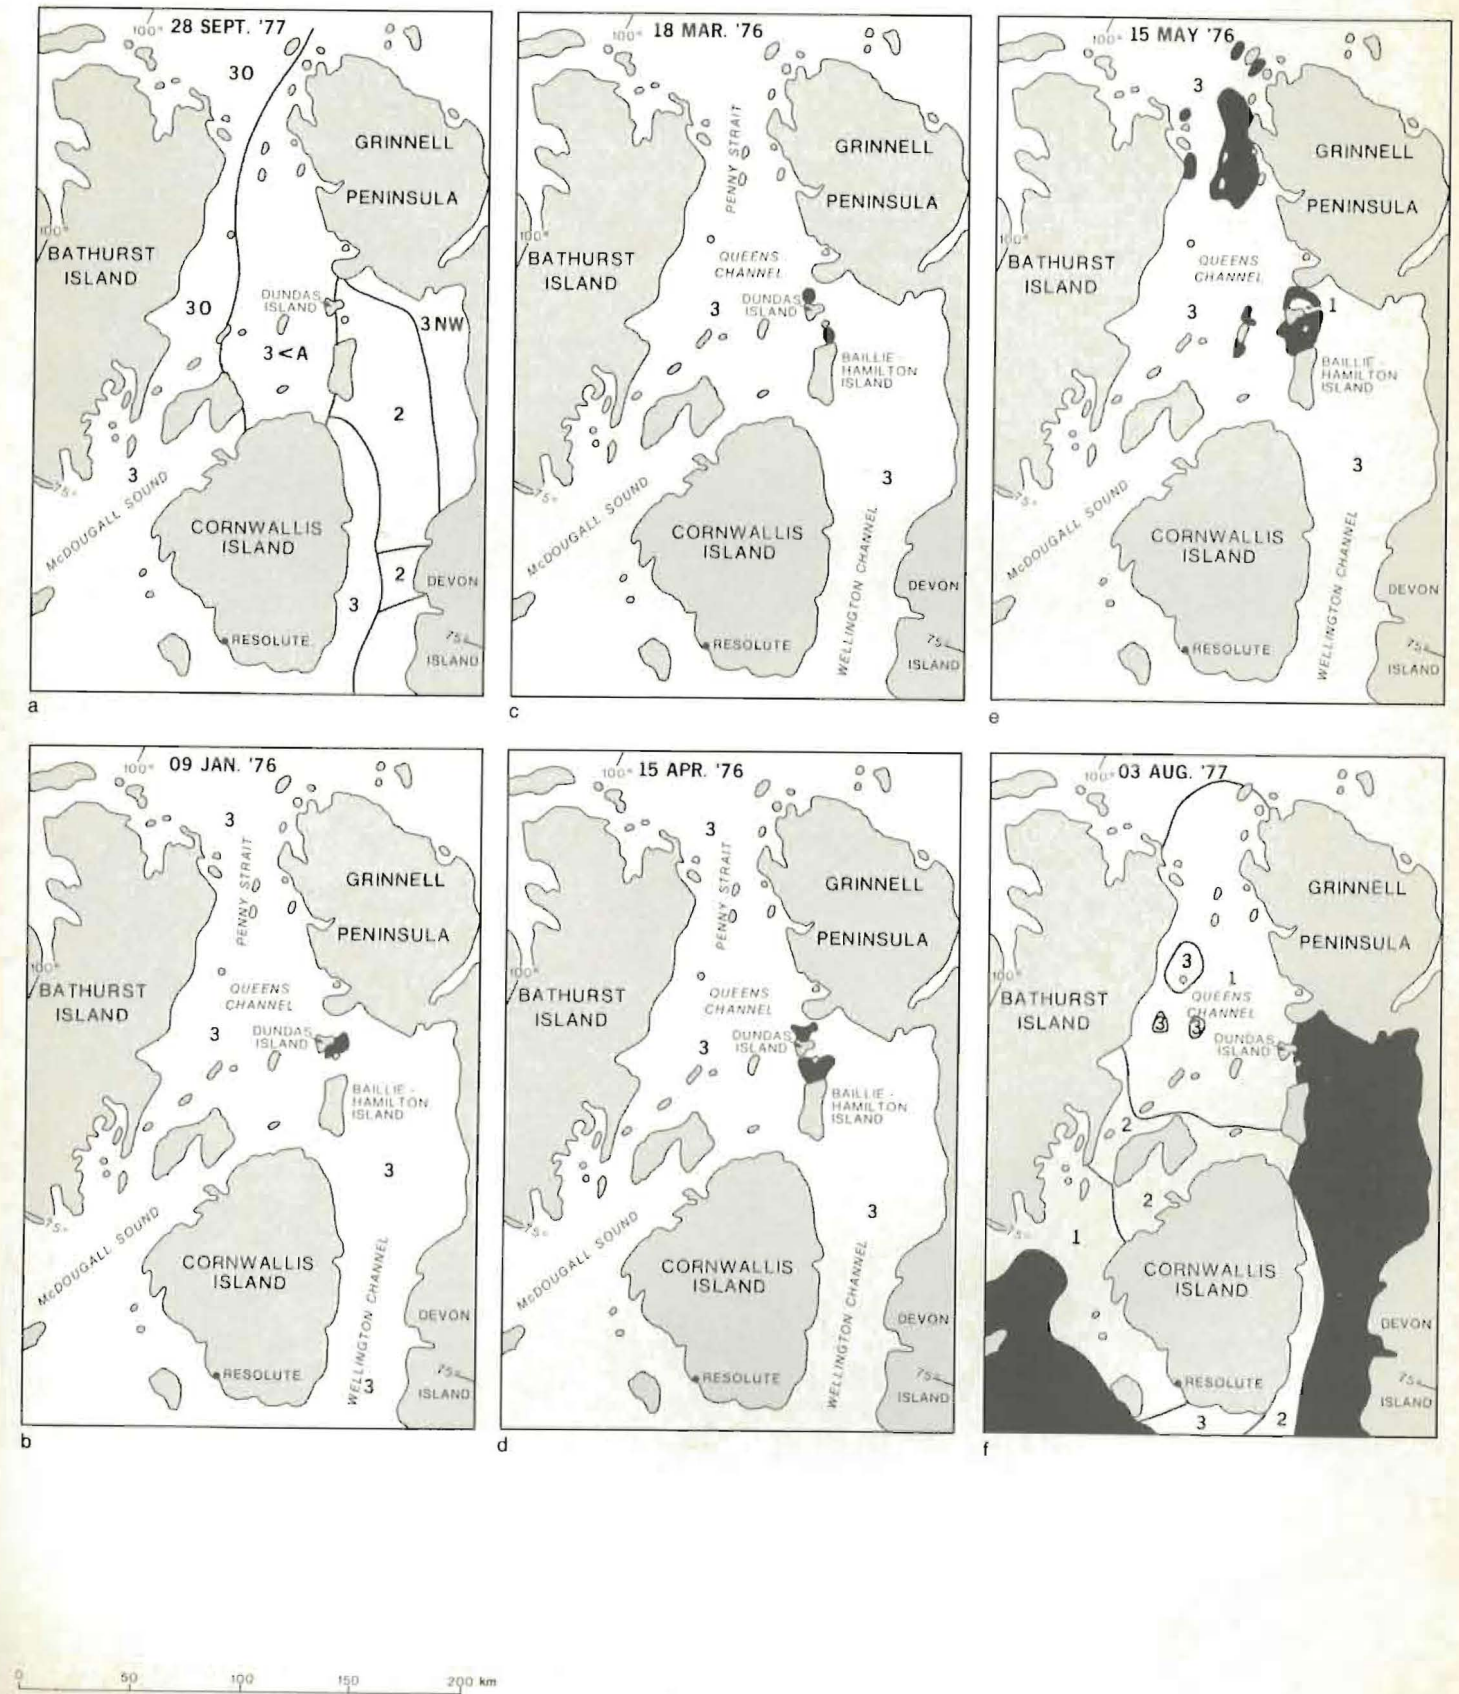 100° 28 SEPT. '77
30
GRINNELL
PENINSULA
100°
BATHURST
ISLAND
30
DUNDAS
ISLAND
3NW
3<A
2
3
75°
McDOUGALL SOUND
CORNWALLIS
ISLAND
2
DEVON
3
RESOLUTE
75°
ISLAND
a
100° 18 MAR. '76
PENNY STRAIT
GRINNELL
PENINSULA
100°
BATHURST
ISLAND
QUEENS
CHANNEL
3
DUNDAS
ISLAND
BAILLIE-
HAMILTON
ISLAND
3
75°
McDOUGALL SOUND
CORNWALLIS
ISLAND
WELLINGTON CHANNEL
DEVON
RESOLUTE
75°
ISLAND
c
100° 15 MAY '76
3
GRINNELL
PENINSULA
100°
BATHURST
ISLAND
QUEENS
CHANNEL
3
1
BAILLIE-
HAMILTON
ISLAND
3
75°
McDOUGALL SOUND
CORNWALLIS
ISLAND
WELLINGTON CHANNEL
DEVON
RESOLUTE
75°
ISLAND
e
100° 09 JAN. '76
3
PENNY STRAIT
GRINNELL
PENINSULA
100°
BATHURST
ISLAND
QUEENS
CHANNEL
3
DUNDAS
ISLAND
BAILLIE-
HAMILTON
ISLAND
3
75°
McDOUGALL SOUND
CORNWALLIS
ISLAND
WELLINGTON CHANNEL
DEVON
RESOLUTE
3
75°
ISLAND
b
100° 15 APR. '76
3
PENNY STRAIT
GRINNELL
PENINSULA
100°
BATHURST
ISLAND
QUEENS
CHANNEL
3
DUNDAS
ISLAND
BAILLIE-
HAMILTON
ISLAND
3
75°
McDOUGALL SOUND
CORNWALLIS
ISLAND
WELLINGTON CHANNEL
DEVON
RESOLUTE
75°
ISLAND
d
100° 03 AUG. '77
GRINNELL
PENINSULA
3
1
100°
BATHURST
ISLAND
QUEENS
CHANNEL
3
3
DUNDAS
ISLAND
2
2
75°
1
CORNWALLIS
ISLAND
DEVON
RESOLUTE
75°
ISLAND
3
2
f
0 50 100 150 200 km